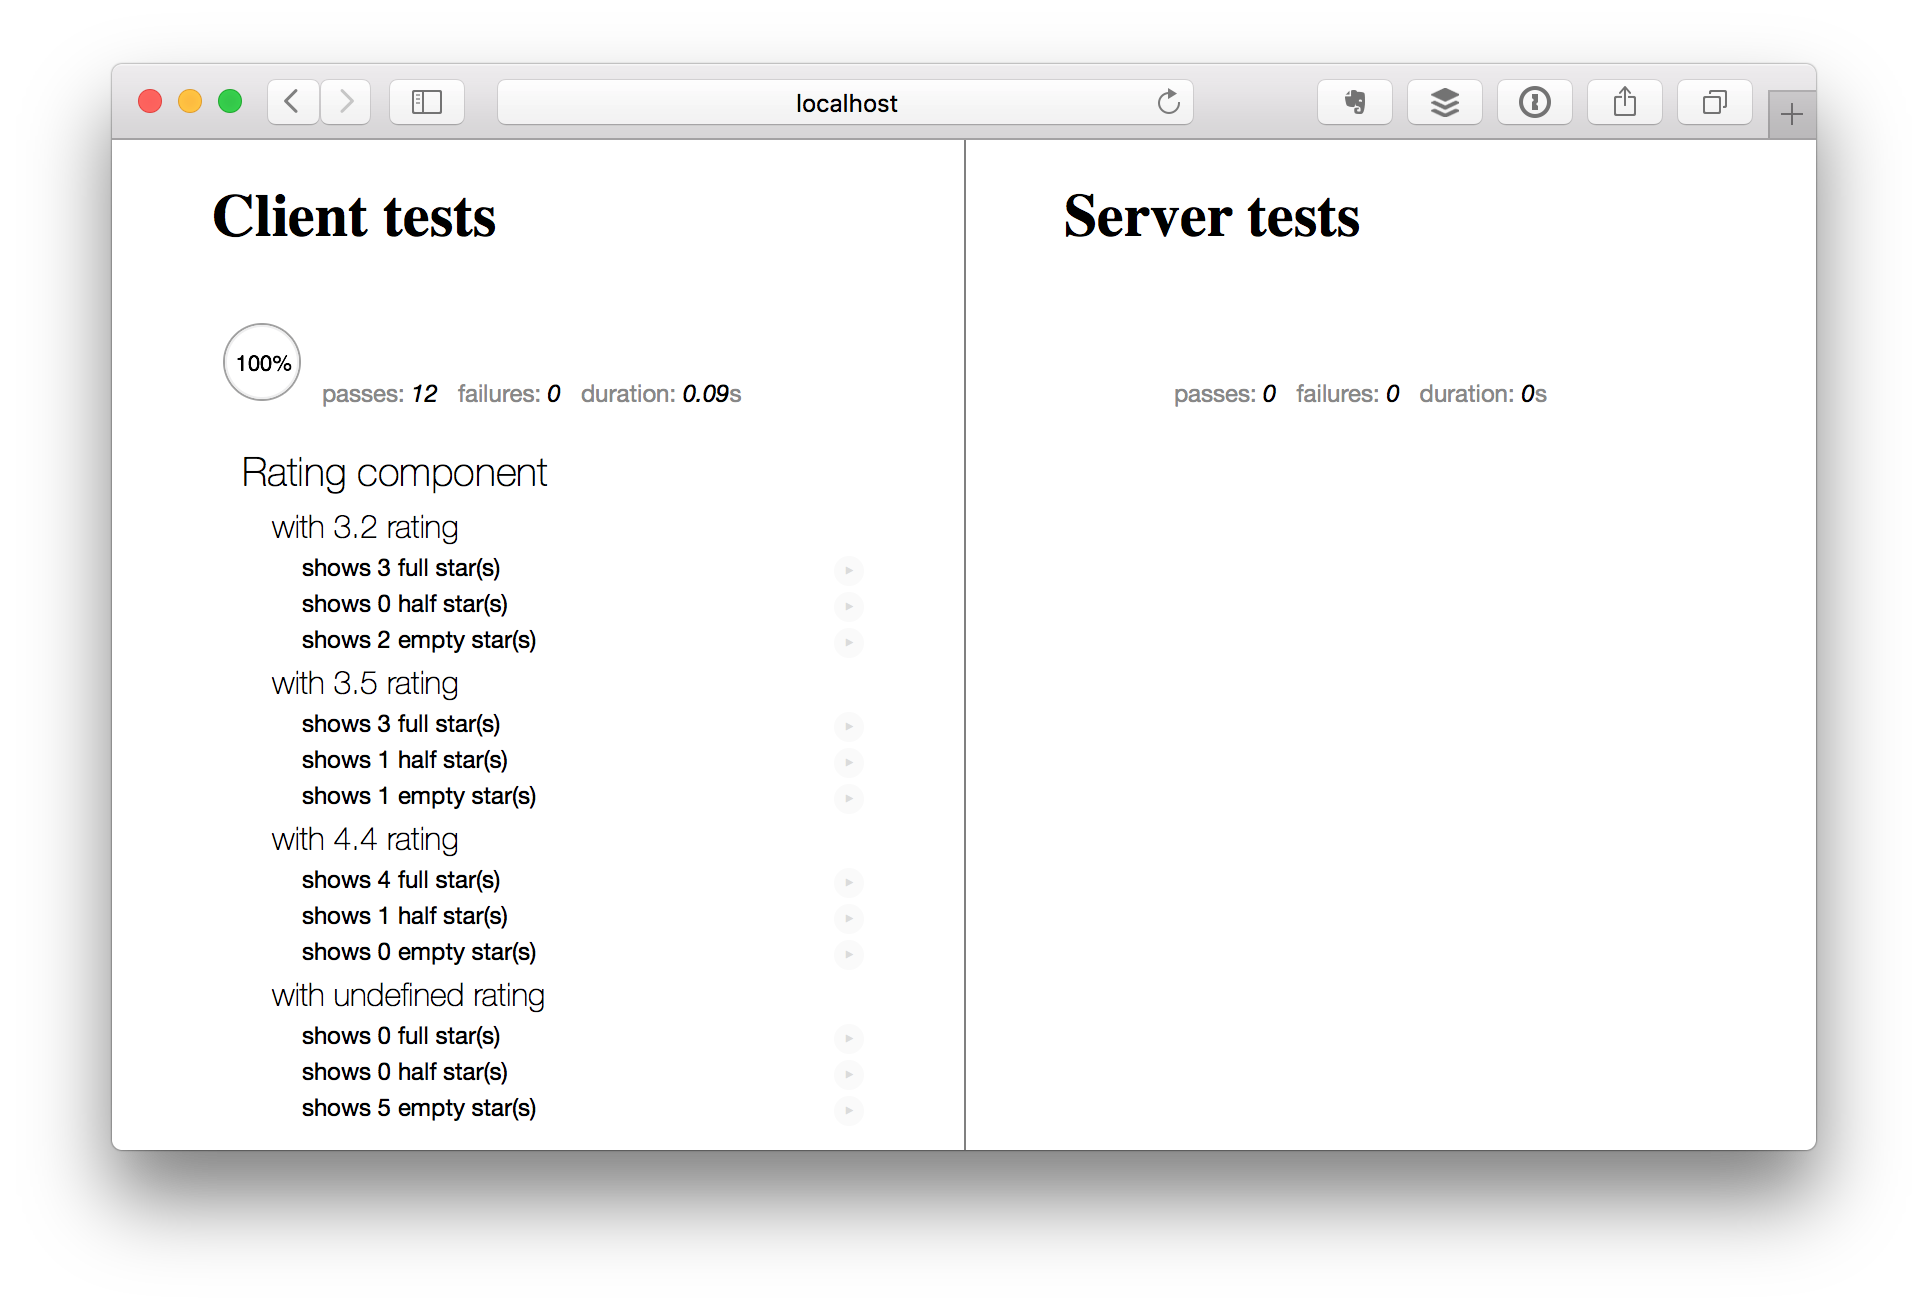 localhost
Client tests
100%
passes: 12 failures: 0 duration: 0.09s
Rating component
with 3.2 rating
shows 3 full star(s)
shows 0 half star(s)
shows 2 empty star(s)
with 3.5 rating
shows 3 full star(s)
shows 1 half star(s)
shows 1 empty star(s)
with 4.4 rating
shows 4 full star(s)
shows 1 half star(s)
shows 0 empty star(s)
with undefined rating
shows 0 full star(s)
shows 0 half star(s)
shows 5 empty star(s)
Server tests
passes: 0 failures: 0 duration: 0s